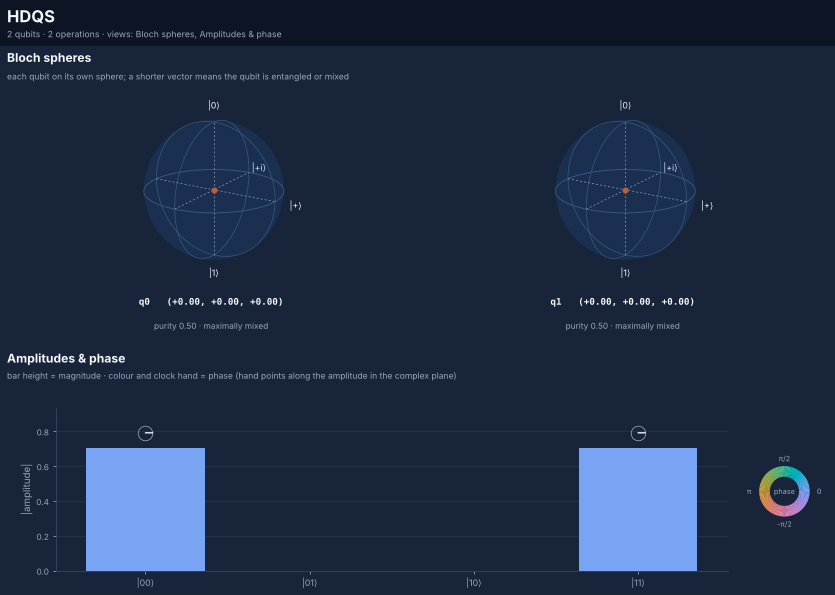 HDQS
2 qubits · 2 operations · views: Bloch spheres, Amplitudes & phase
Bloch spheres
each qubit on its own sphere; a shorter vector means the qubit is entangled or mixed
|0⟩ |0⟩
|+i⟩ |+i⟩
|+⟩ |+⟩
|1⟩ |1⟩
q0 (+0.00, +0.00, +0.00) q1 (+0.00, +0.00, +0.00)
purity 0.50 · maximally mixed purity 0.50 · maximally mixed
Amplitudes & phase
bar height = magnitude · colour and clock hand = phase (hand points along the amplitude in the complex plane)
|amplitude|
0.8
0.6
0.4
0.2
0.0
|00⟩ |01⟩ |10⟩ |11⟩
π/2
π phase 0
-π/2